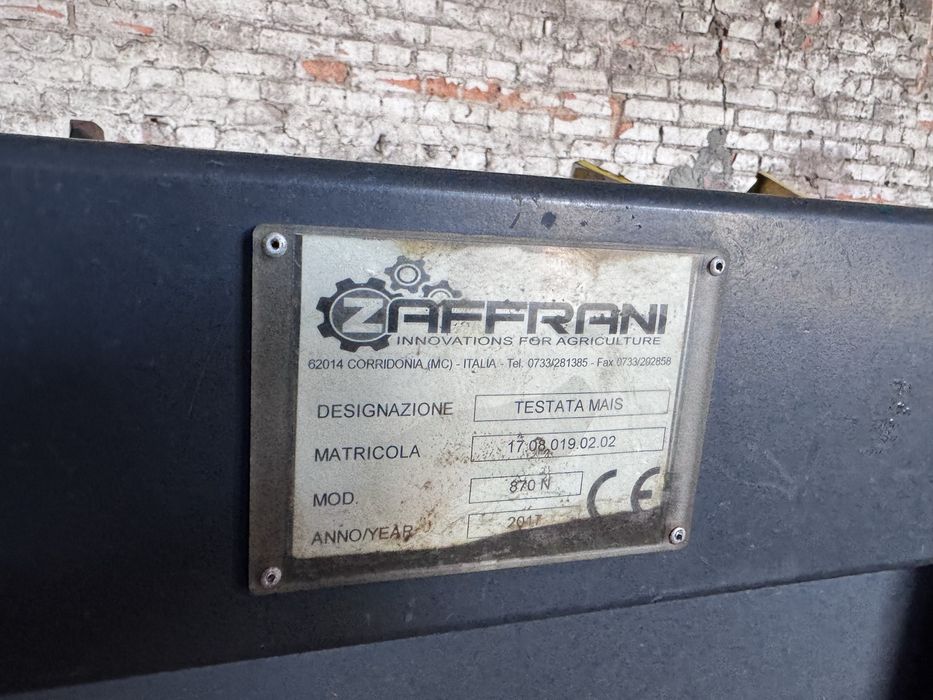 ZAFFRANI
INNOVATIONS FOR AGRICULTURE
62014 CORRIDONIA (MC) - ITALIA - Tel. 0733/281385 - Fax 0733/292858
DESIGNAZIONE TESTATA MAIS
MATRICOLA 17.08.019.02.02
MOD. 870 N
ANNO/YEAR 2017
CE